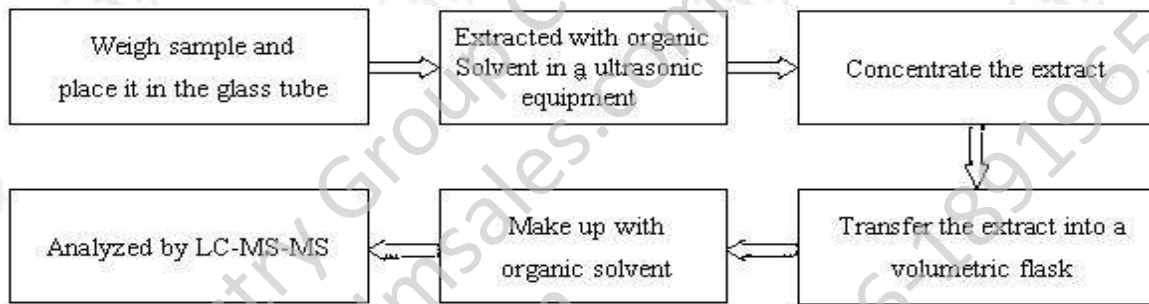 Weigh sample and
place it in the glass tube
Extracted with organic
Solvent in a ultrasonic
equipment
Concentrate the extract
Transfer the extract into a
volumetric flask
Make up with
organic solvent
Analyzed by LC-MS-MS